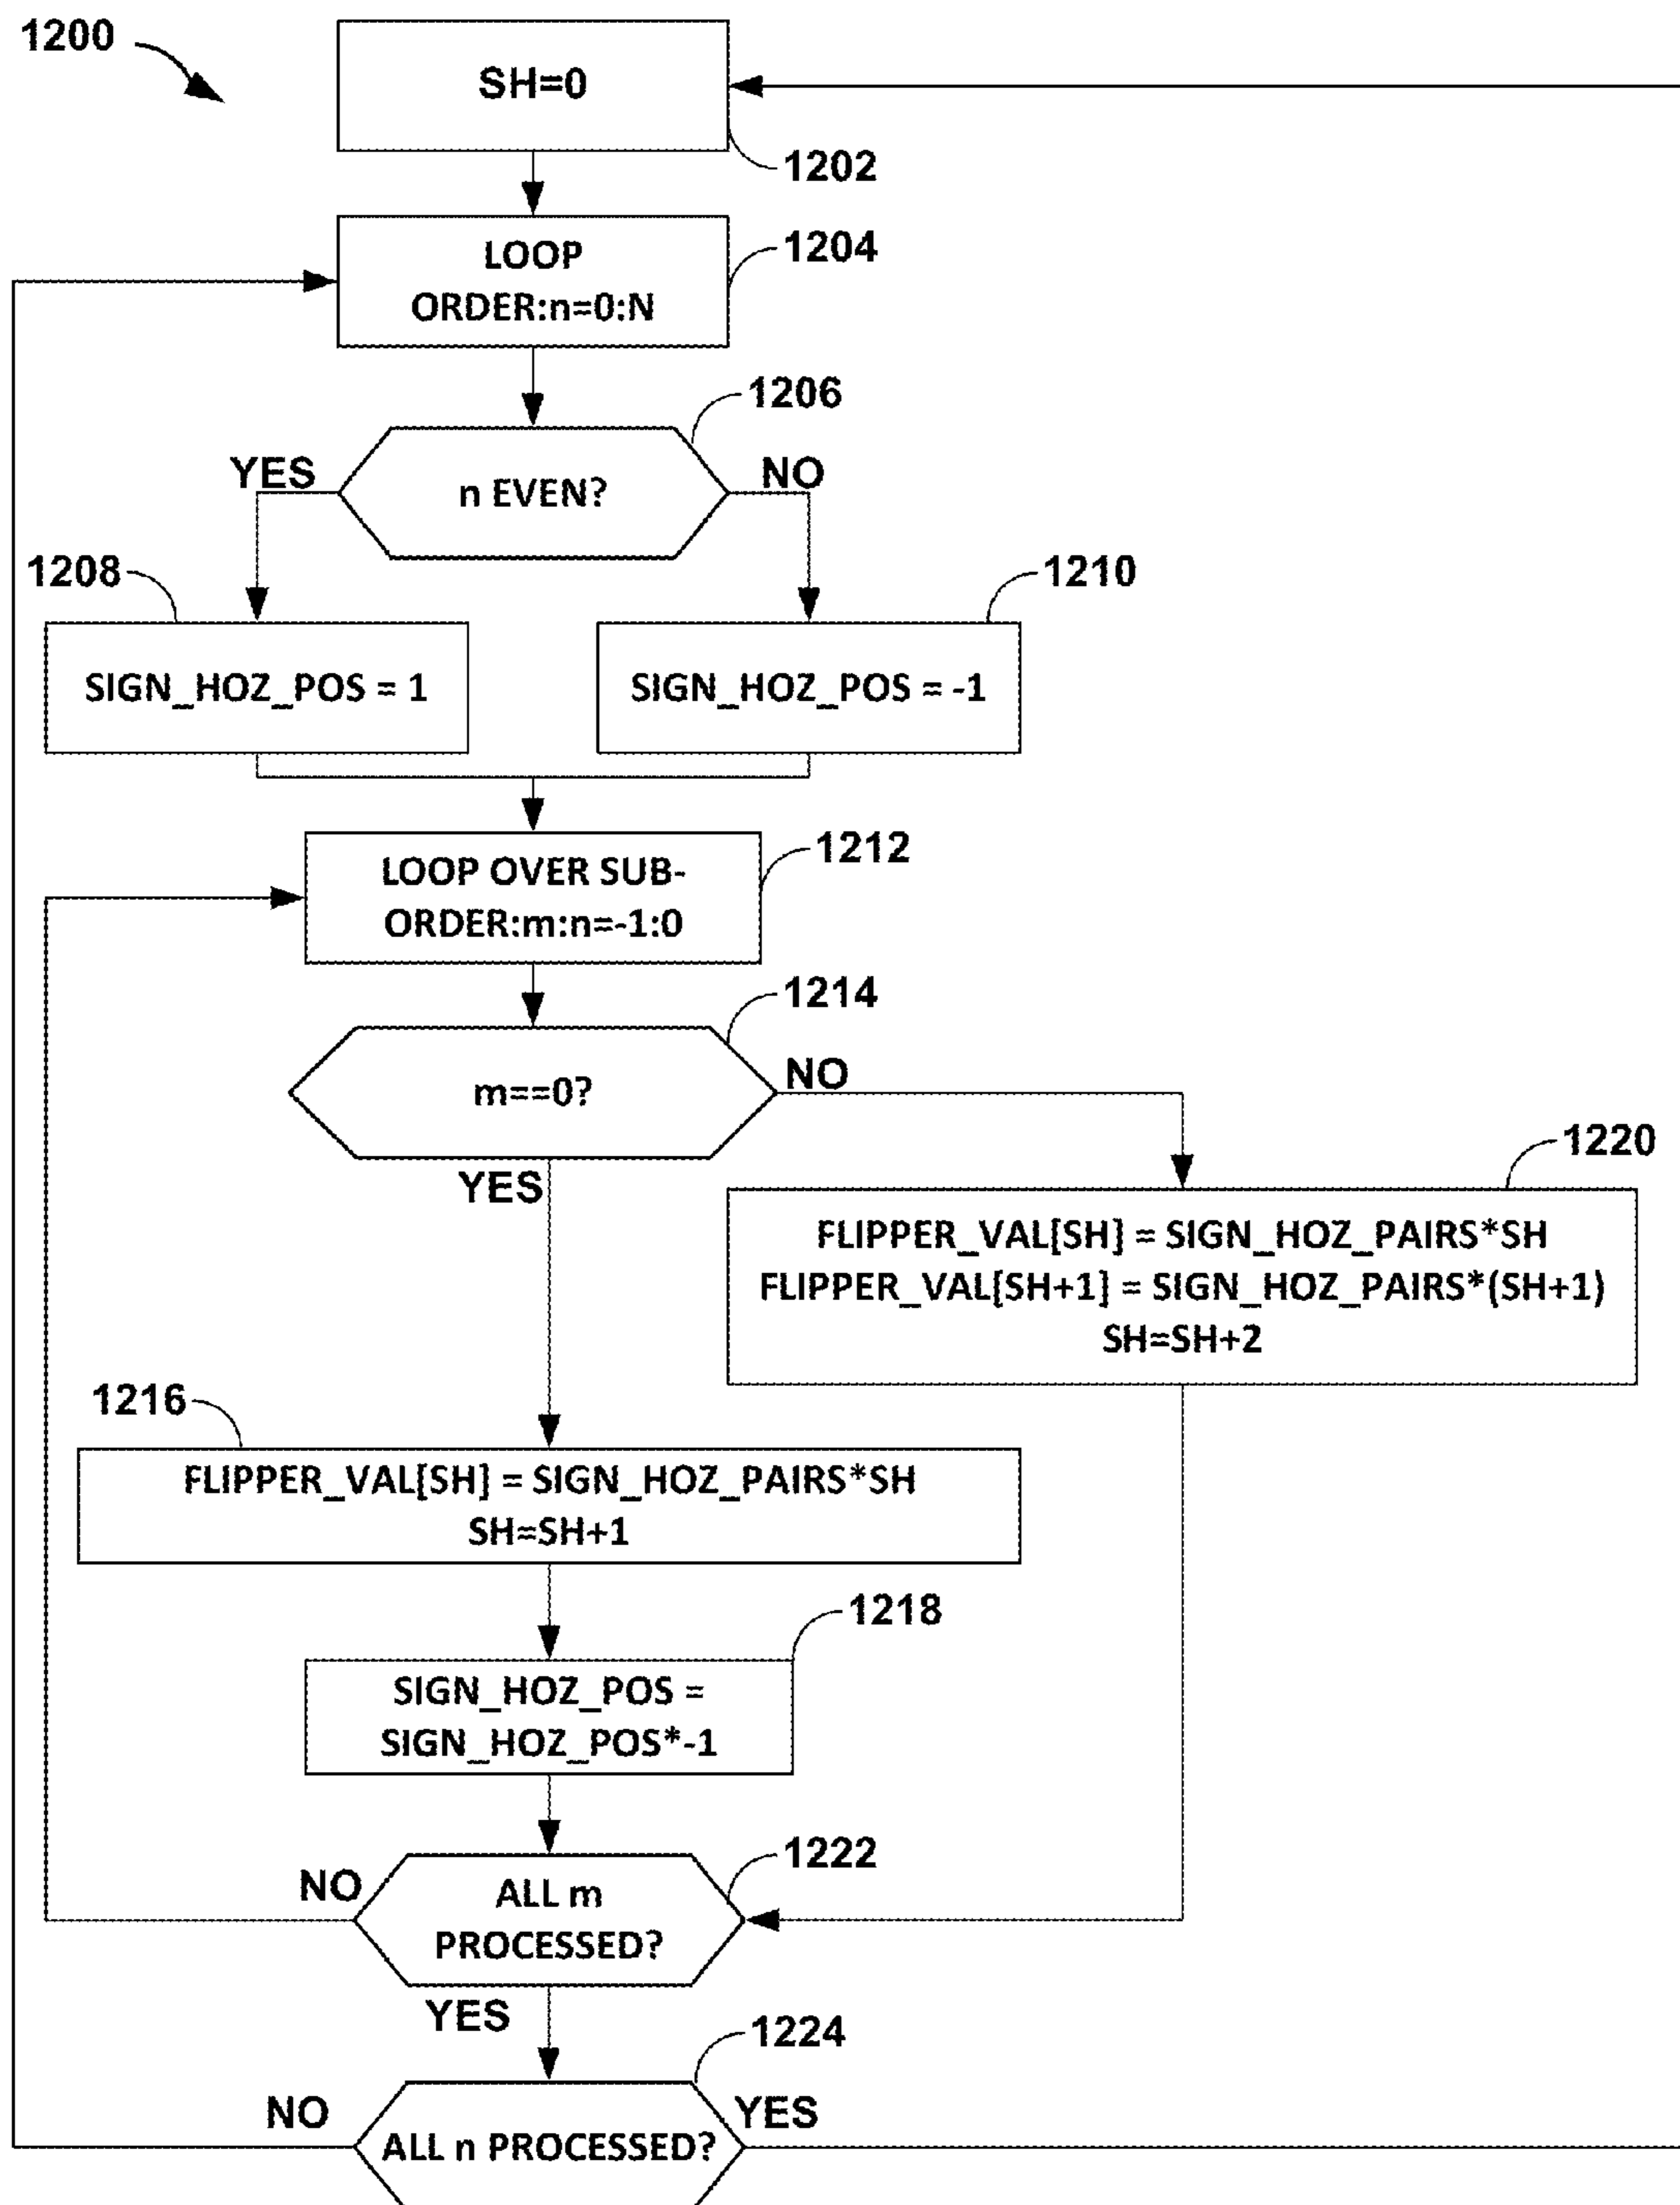 1200
SH=0
1202
LOOP
ORDER:n=0:N
1204
1206
n EVEN?
YES
NO
1208
SIGN_HOZ_POS = 1
1210
SIGN_HOZ_POS = -1
LOOP OVER SUB-
ORDER:m:n=-1:0
1212
1214
m==0?
NO
YES
1220
FLIPPER_VAL[SH] = SIGN_HOZ_PAIRS*SH
FLIPPER_VAL[SH+1] = SIGN_HOZ_PAIRS*(SH+1)
SH=SH+2
1216
FLIPPER_VAL[SH] = SIGN_HOZ_PAIRS*SH
SH=SH+1
1218
SIGN_HOZ_POS =
SIGN_HOZ_POS*-1
1222
ALL m
PROCESSED?
NO
YES
1224
ALL n PROCESSED?
NO
YES